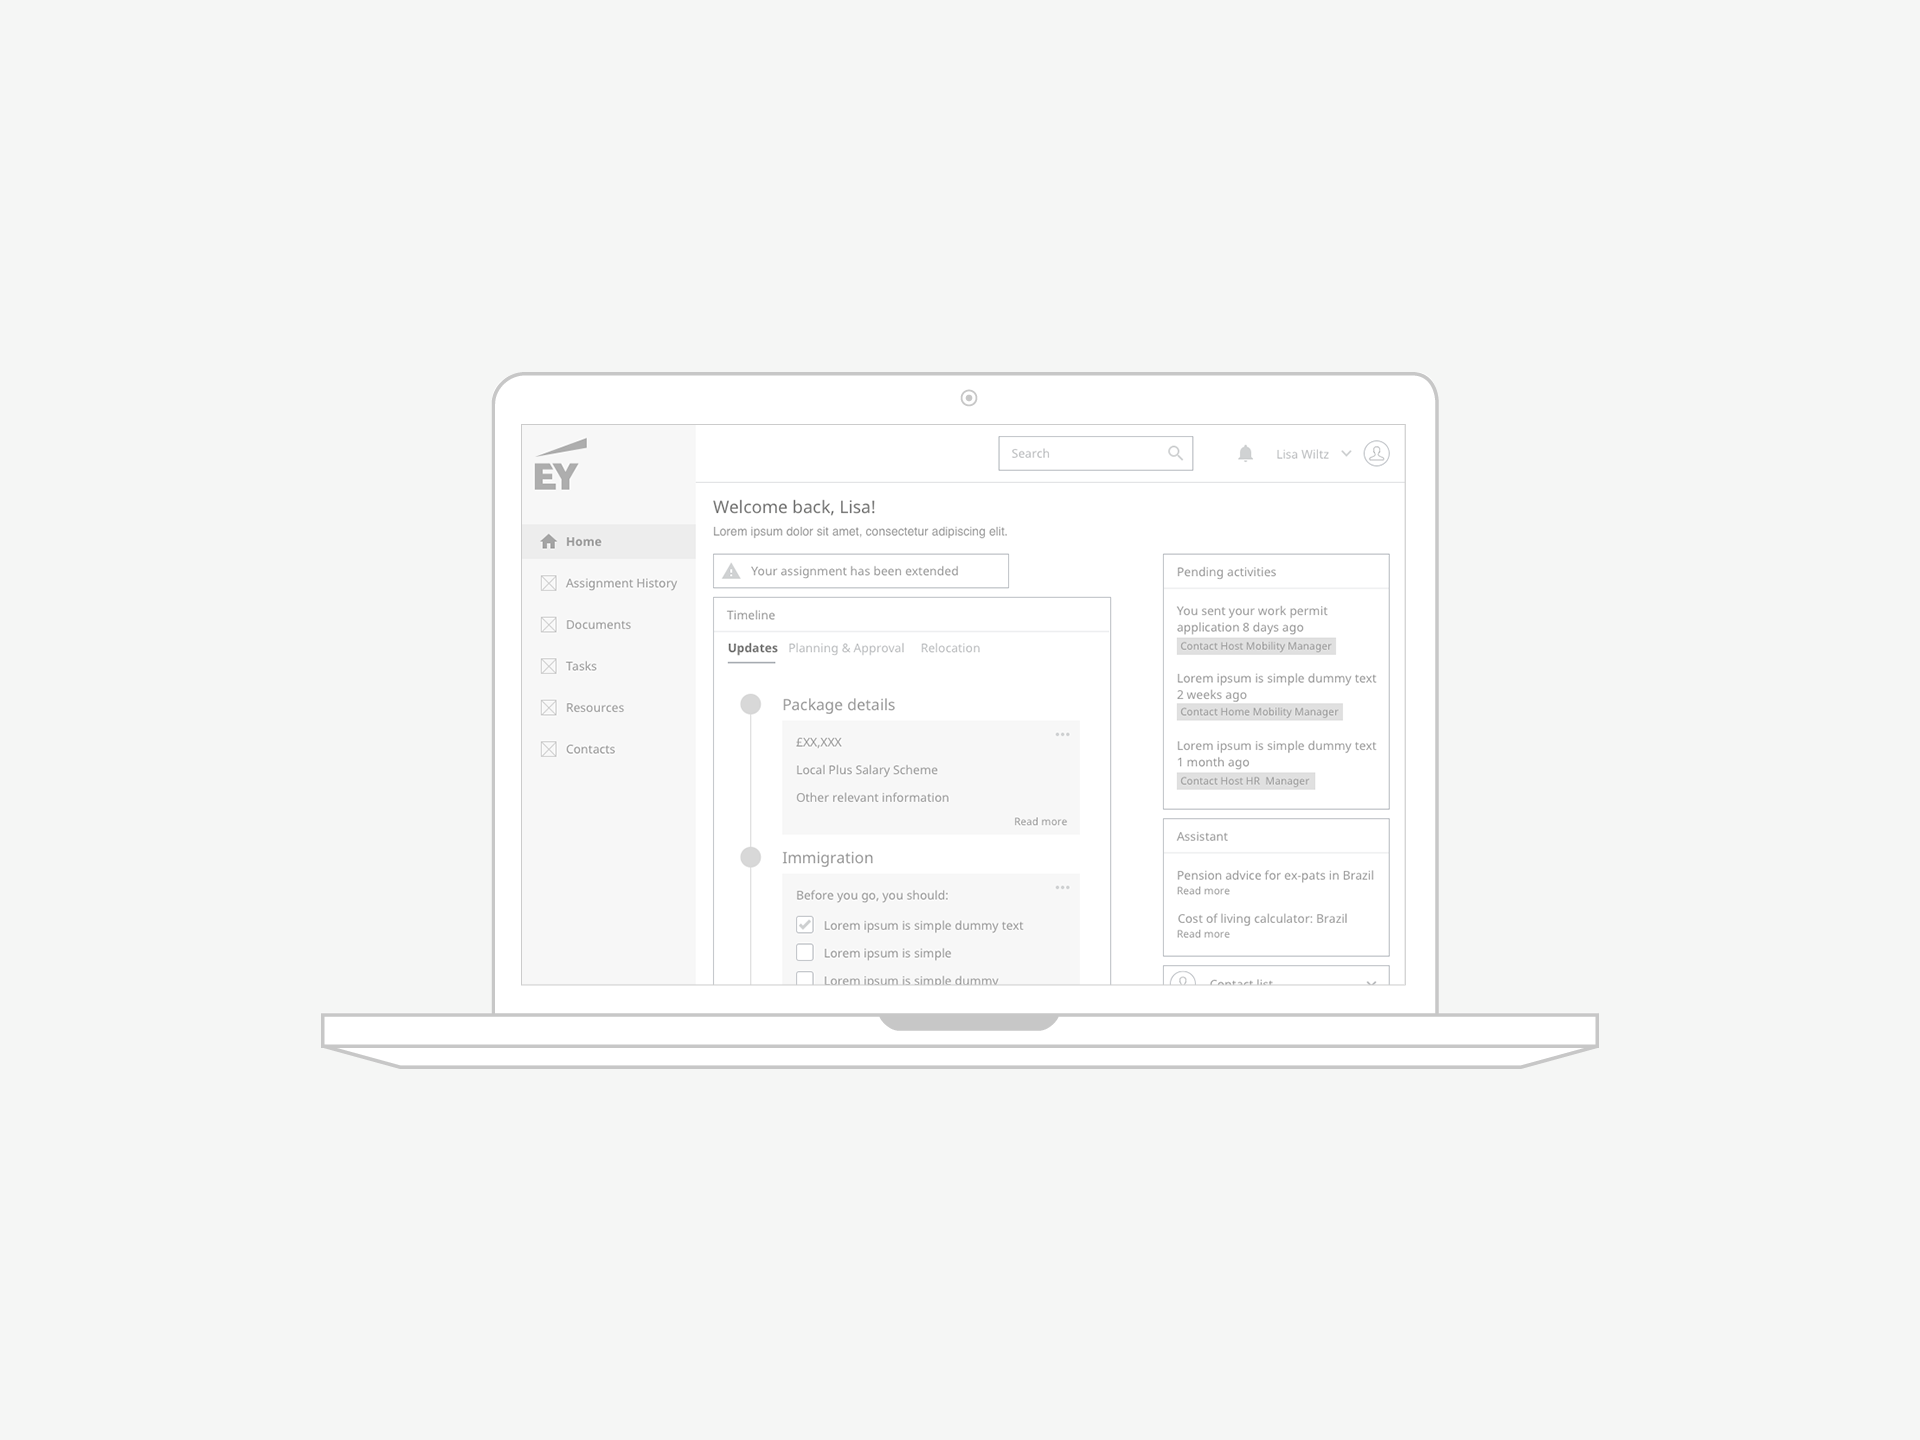 EY
Search
Lisa Wiltz
Home
Assignment History
Documents
Tasks
Resources
Contacts
Welcome back, Lisa!
Lorem ipsum dolor sit amet, consectetur adipiscing elit.
Your assignment has been extended
Timeline
Updates Planning & Approval Relocation
Package details
£XX,XXX
Local Plus Salary Scheme
Other relevant information
Read more
Immigration
Before you go, you should:
Lorem ipsum is simple dummy text
Lorem ipsum is simple
Lorem ipsum is simple dummy
Pending activities
You sent your work permit
application 8 days ago
Contact Host Mobility Manager
Lorem ipsum is simple dummy text
2 weeks ago
Contact Home Mobility Manager
Lorem ipsum is simple dummy text
1 month ago
Contact Host HR  Manager
Assistant
Pension advice for ex-pats in Brazil
Read more
Cost of living calculator: Brazil
Read more
Contact list